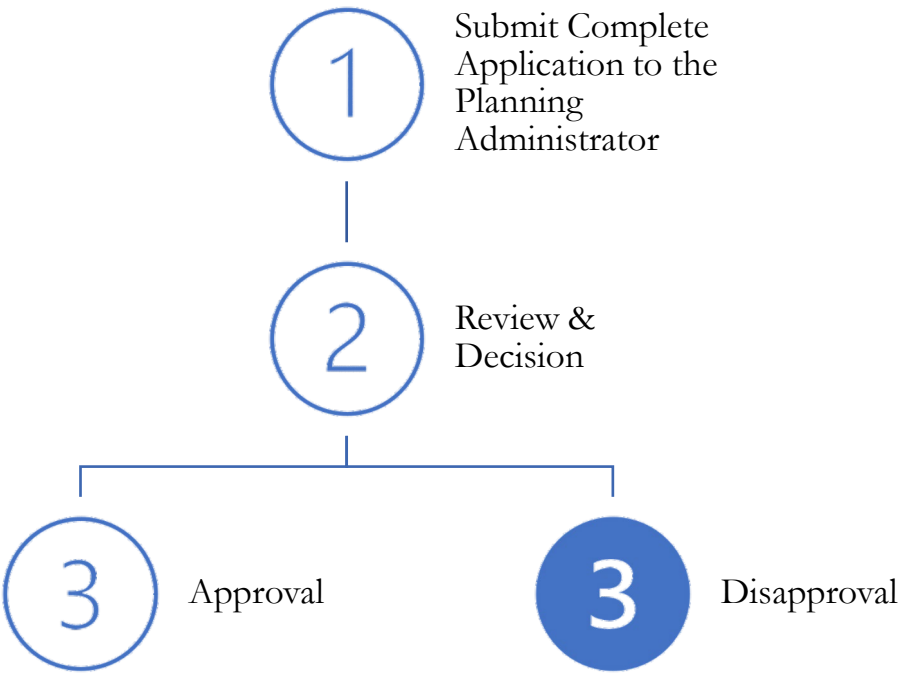 1
Submit Complete
Application to the
Planning
Administrator
2
Review &
Decision
3
Approval
3
Disapproval